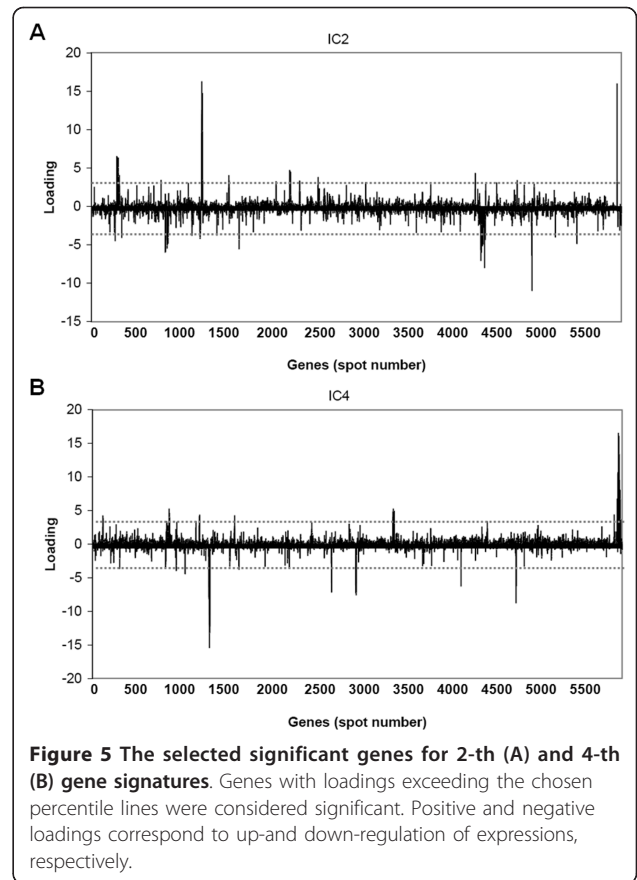 A
IC2
20
15
10
5
0
-5
-10
-15
Loading
0 500 1000 1500 2000 2500 3000 3500 4000 4500 5000 5500
Genes (spot number)
B
IC4
20
15
10
5
0
-5
-10
-15
-20
Loading
0 500 1000 1500 2000 2500 3000 3500 4000 4500 5000 5500
Genes (spot number)
Figure 5 The selected significant genes for 2-th (A) and 4-th
(B) gene signatures. Genes with loadings exceeding the chosen
percentile lines were considered significant. Positive and negative
loadings correspond to up-and down-regulation of expressions,
respectively.